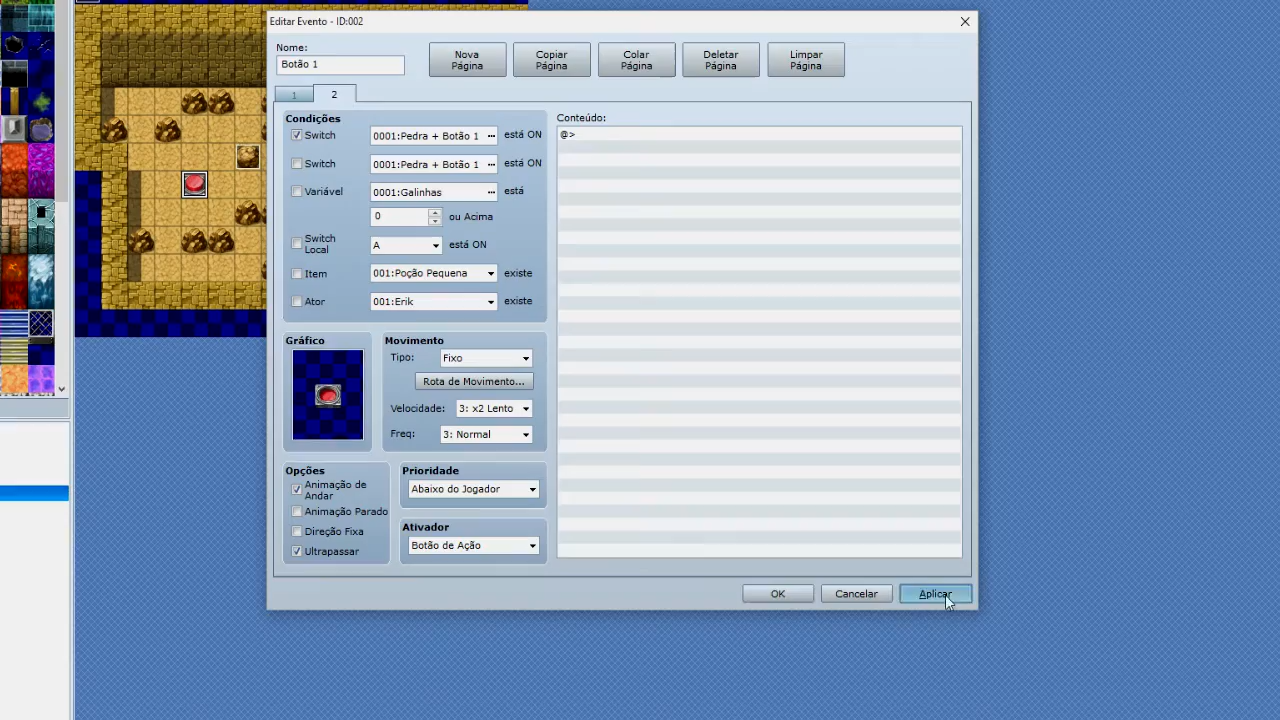 Editar Evento - ID:002
Nome:
Botão 1
Nova Página
Copiar Página
Colar Página
Deletar Página
Limpar Página
1
2
Condições
Switch
0001:Pedra + Botão 1
está ON
Switch
0001:Pedra + Botão 1
está ON
Variável
0001:Galinhas
está
0
ou Acima
Switch Local
A
está ON
Item
001:Poção Pequena
existe
Ator
001:Erik
existe
Gráfico
Movimento
Tipo:
Fixo
Rota de Movimento...
Velocidade:
3: x2 Lento
Freq:
3: Normal
Opções
Animação de Andar
Animação Parado
Direção Fixa
Ultrapassar
Prioridade
Abaixo do Jogador
Ativador
Botão de Ação
Conteúdo:
@>
OK
Cancelar
Aplicar